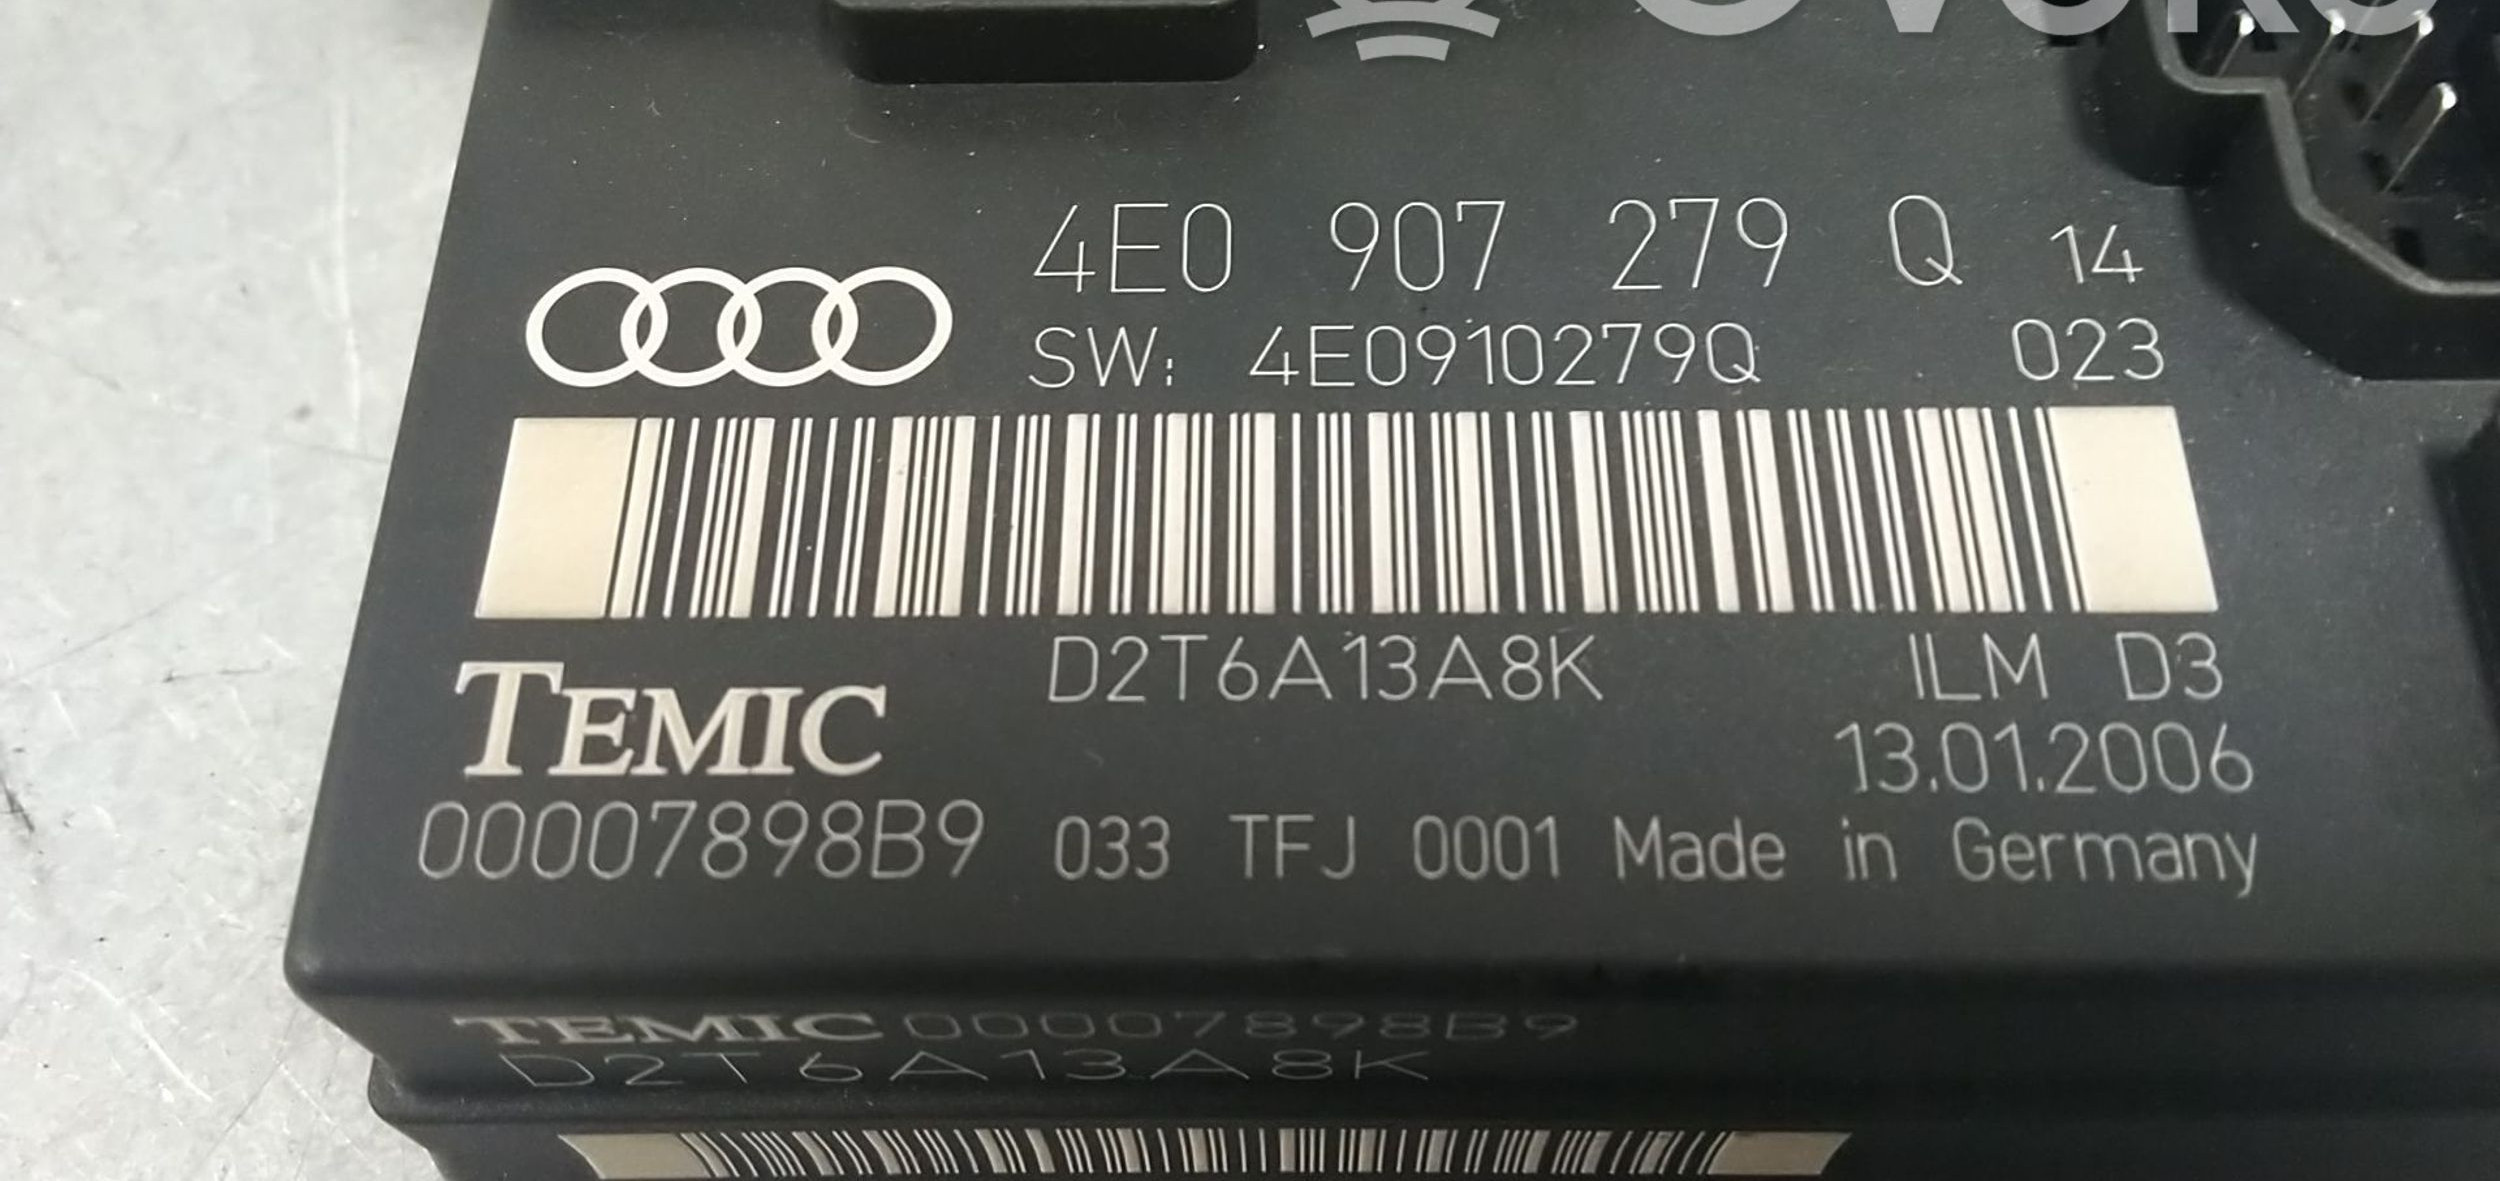 4E0 907 279 Q 14
SW: 4E0910279Q 023
D2T6A13A8K ILM D3
TEMIC
13.01.2006
00007898B9 033 TFJ 0001 Made in Germany
TEMIC 00007898B9
D2T6A13A8K